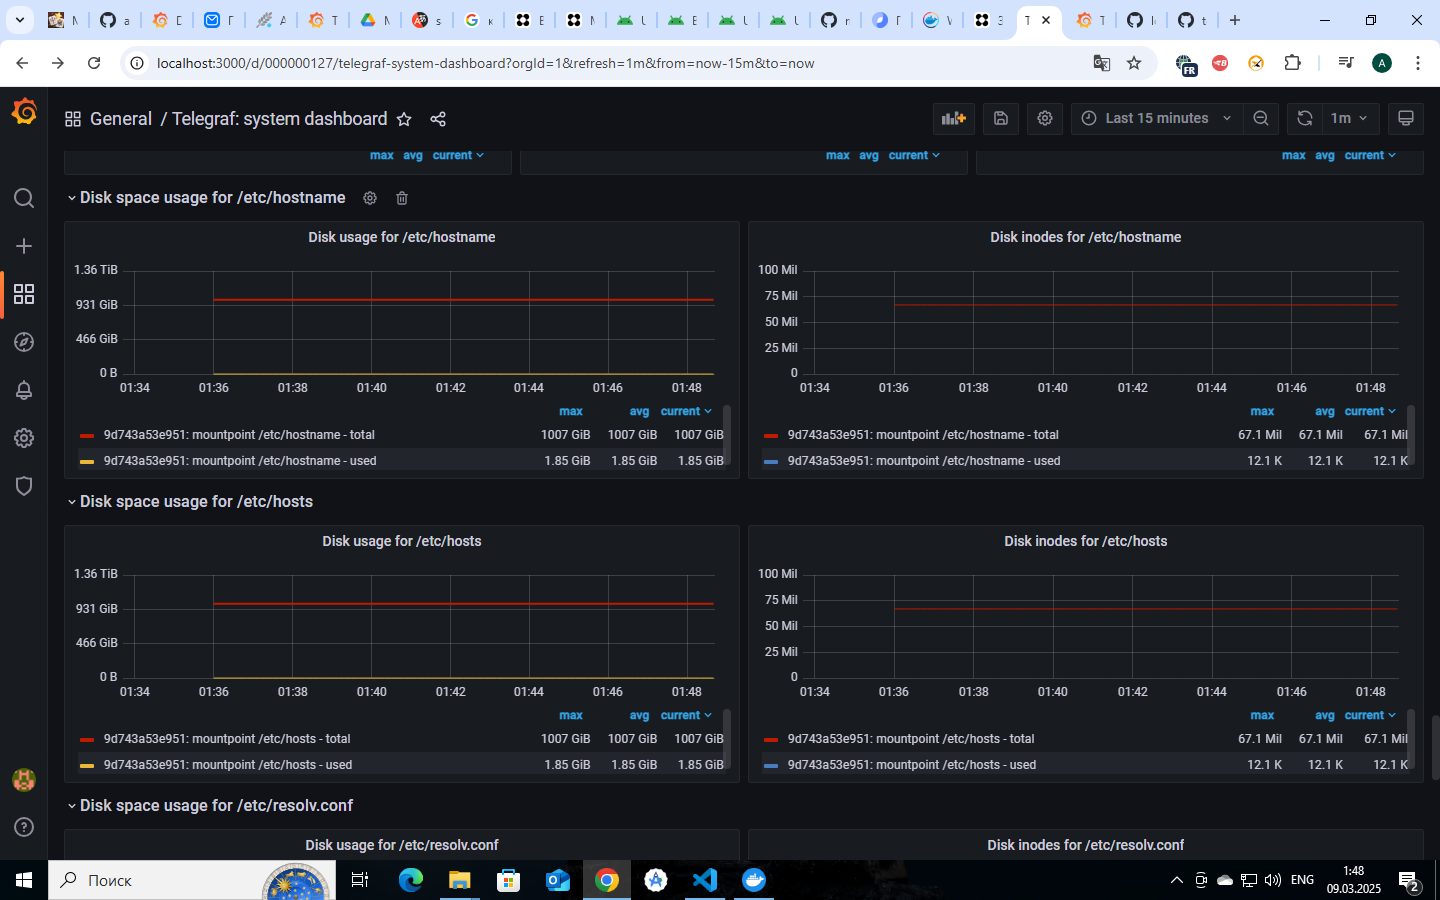 localhost:3000/d/000000127/telegraf-system-dashboard?orgId=1&refresh=1m&from=now-15m&to=now
FR
A
General / Telegraf: system dashboard
Last 15 minutes
1m
max avg current
max avg current
max avg current
Disk space usage for /etc/hostname
Disk usage for /etc/hostname
1.36 TiB
931 GiB
466 GiB
0 B
01:34 01:36 01:38 01:40 01:42 01:44 01:46 01:48
max avg current
9d743a53e951: mountpoint /etc/hostname - total 1007 GiB 1007 GiB 1007 GiB
9d743a53e951: mountpoint /etc/hostname - used 1.85 GiB 1.85 GiB 1.85 GiB
Disk inodes for /etc/hostname
100 Mil
75 Mil
50 Mil
25 Mil
0
01:34 01:36 01:38 01:40 01:42 01:44 01:46 01:48
max avg current
9d743a53e951: mountpoint /etc/hostname - total 67.1 Mil 67.1 Mil 67.1 Mil
9d743a53e951: mountpoint /etc/hostname - used 12.1 K 12.1 K 12.1 K
Disk space usage for /etc/hosts
Disk usage for /etc/hosts
1.36 TiB
931 GiB
466 GiB
0 B
01:34 01:36 01:38 01:40 01:42 01:44 01:46 01:48
max avg current
9d743a53e951: mountpoint /etc/hosts - total 1007 GiB 1007 GiB 1007 GiB
9d743a53e951: mountpoint /etc/hosts - used 1.85 GiB 1.85 GiB 1.85 GiB
Disk inodes for /etc/hosts
100 Mil
75 Mil
50 Mil
25 Mil
0
01:34 01:36 01:38 01:40 01:42 01:44 01:46 01:48
max avg current
9d743a53e951: mountpoint /etc/hosts - total 67.1 Mil 67.1 Mil 67.1 Mil
9d743a53e951: mountpoint /etc/hosts - used 12.1 K 12.1 K 12.1 K
Disk space usage for /etc/resolv.conf
Disk usage for /etc/resolv.conf
Disk inodes for /etc/resolv.conf
Поиск
ENG
1:48
09.03.2025
2